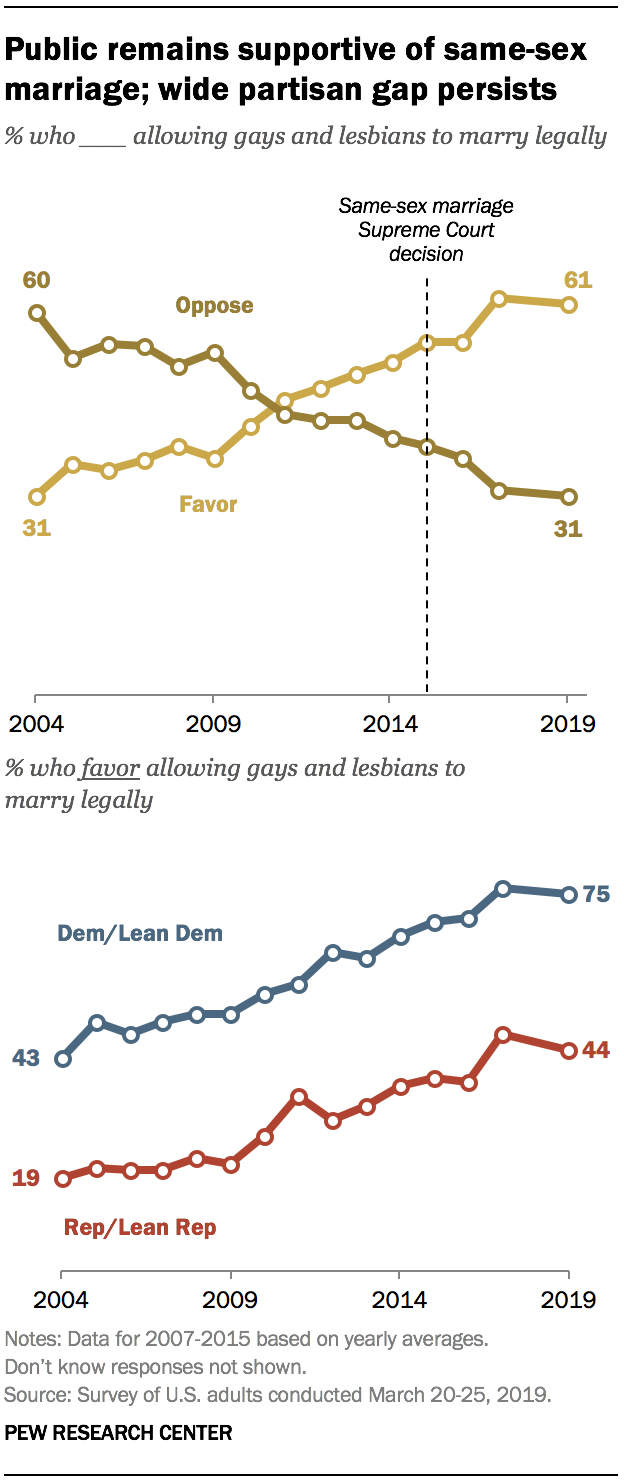 Public remains supportive of same-sex
marriage; wide partisan gap persists
% who ___ allowing gays and lesbians to marry legally
Same-sex marriage
Supreme Court
decision
60
Oppose
61
Favor
31
31
2004
2009
2014
2019
% who favor allowing gays and lesbians to
marry legally
75
Dem/Lean Dem
43
44
19
Rep/Lean Rep
2004
2009
2014
2019
Notes: Data for 2007-2015 based on yearly averages.
Don’t know responses not shown.
Source: Survey of U.S. adults conducted March 20-25, 2019.
PEW RESEARCH CENTER